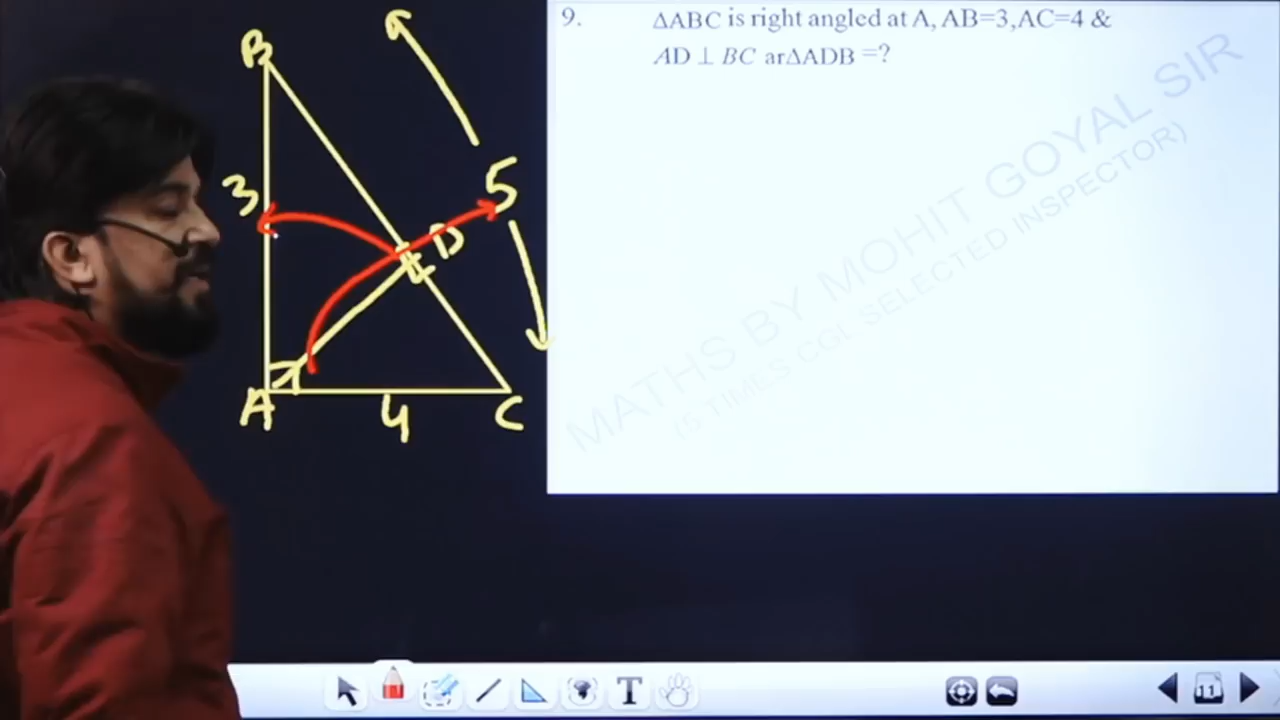 9. ΔABC is right angled at A, AB=3,AC=4 &
AD ⊥ BC arΔADB =?
B
3
5
D
A
4
C
MATHS BY MOHIT GOYAL SIR
(5 TIMES CGL SELECTED INSPECTOR)
T
11